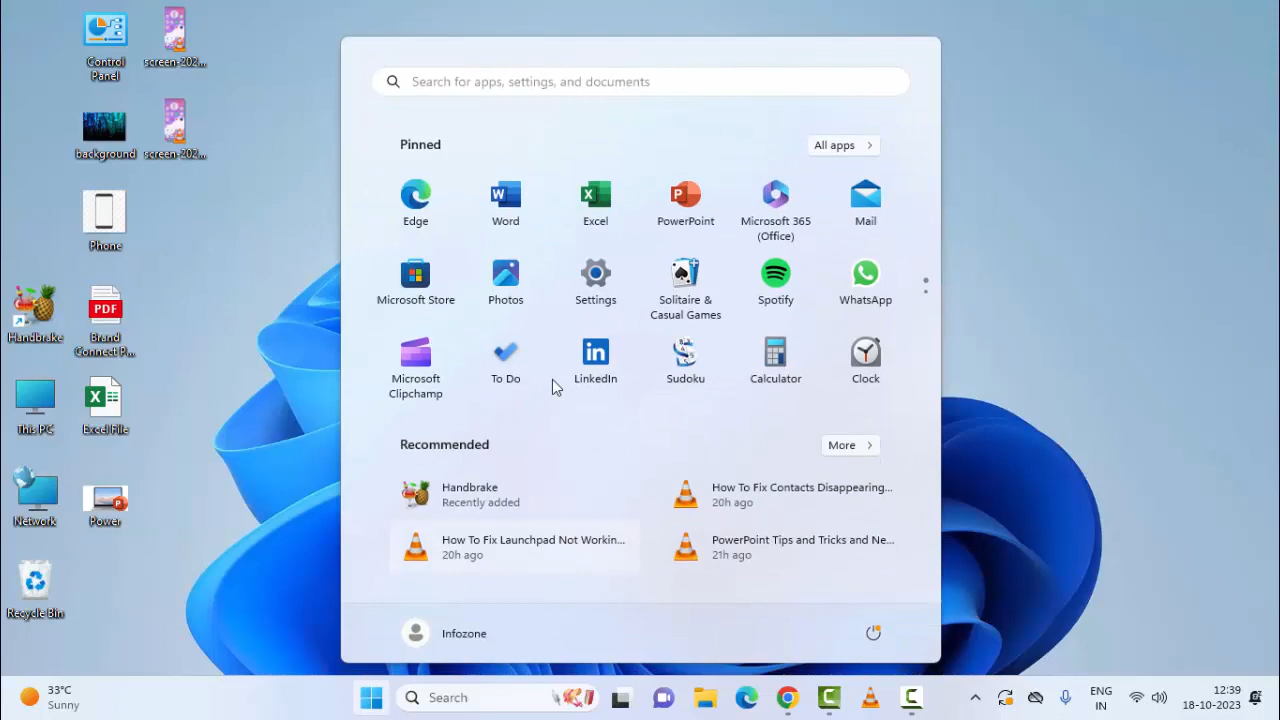 Control
Panel
screen-202...
background
screen-202...
Phone
Handbrake
PDF
Brand
Connect P...
This PC
Excel File
Network
Power
Recycle Bin
Search for apps, settings, and documents
Pinned
All apps
Edge
Word
Excel
PowerPoint
Microsoft 365
(Office)
Mail
Microsoft Store
Photos
Settings
Solitaire &
Casual Games
Spotify
WhatsApp
Microsoft
Clipchamp
To Do
LinkedIn
Sudoku
Calculator
Clock
Recommended
More
Handbrake
Recently added
How To Fix Contacts Disappearing...
20h ago
How To Fix Launchpad Not Workin...
20h ago
PowerPoint Tips and Tricks and Ne...
21h ago
Infozone
33°C
Sunny
Search
ENG
IN
12:39
18-10-2023